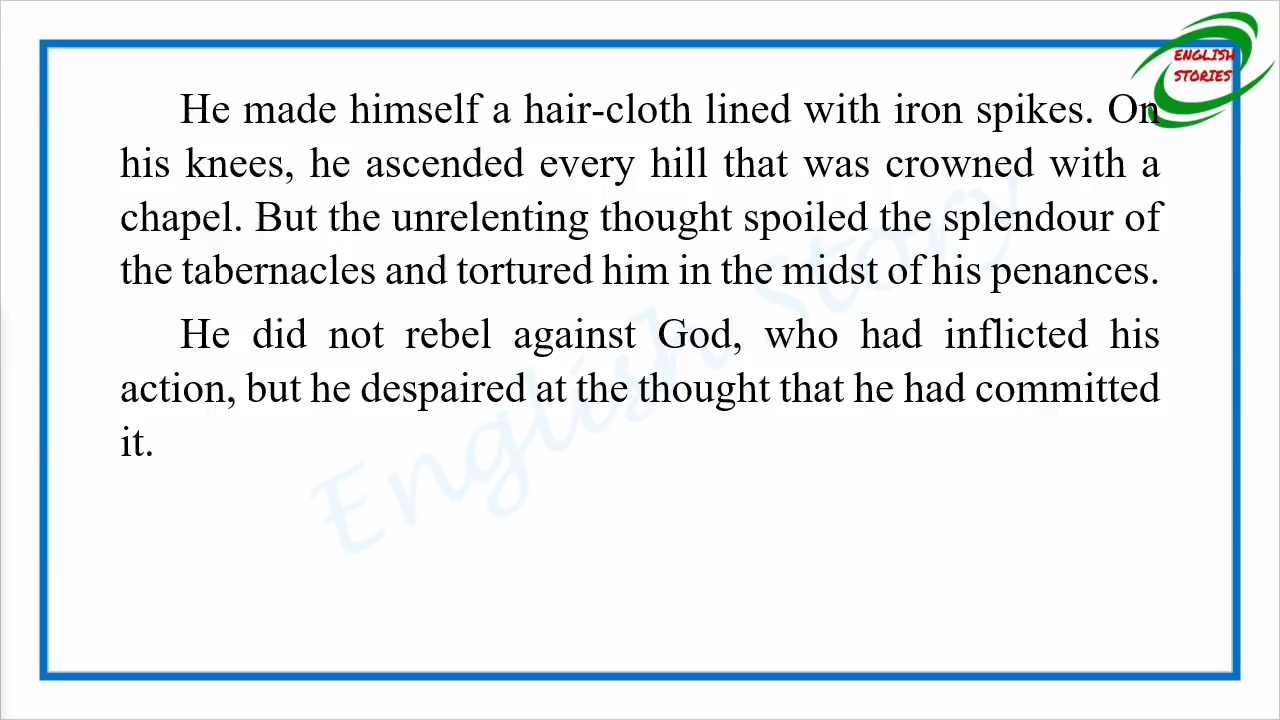 ENGLISH
STORIES
He made himself a hair-cloth lined with iron spikes. On
his knees, he ascended every hill that was crowned with a
chapel. But the unrelenting thought spoiled the splendour of
the tabernacles and tortured him in the midst of his penances.
He did not rebel against God, who had inflicted his
action, but he despaired at the thought that he had committed
it.
English Story